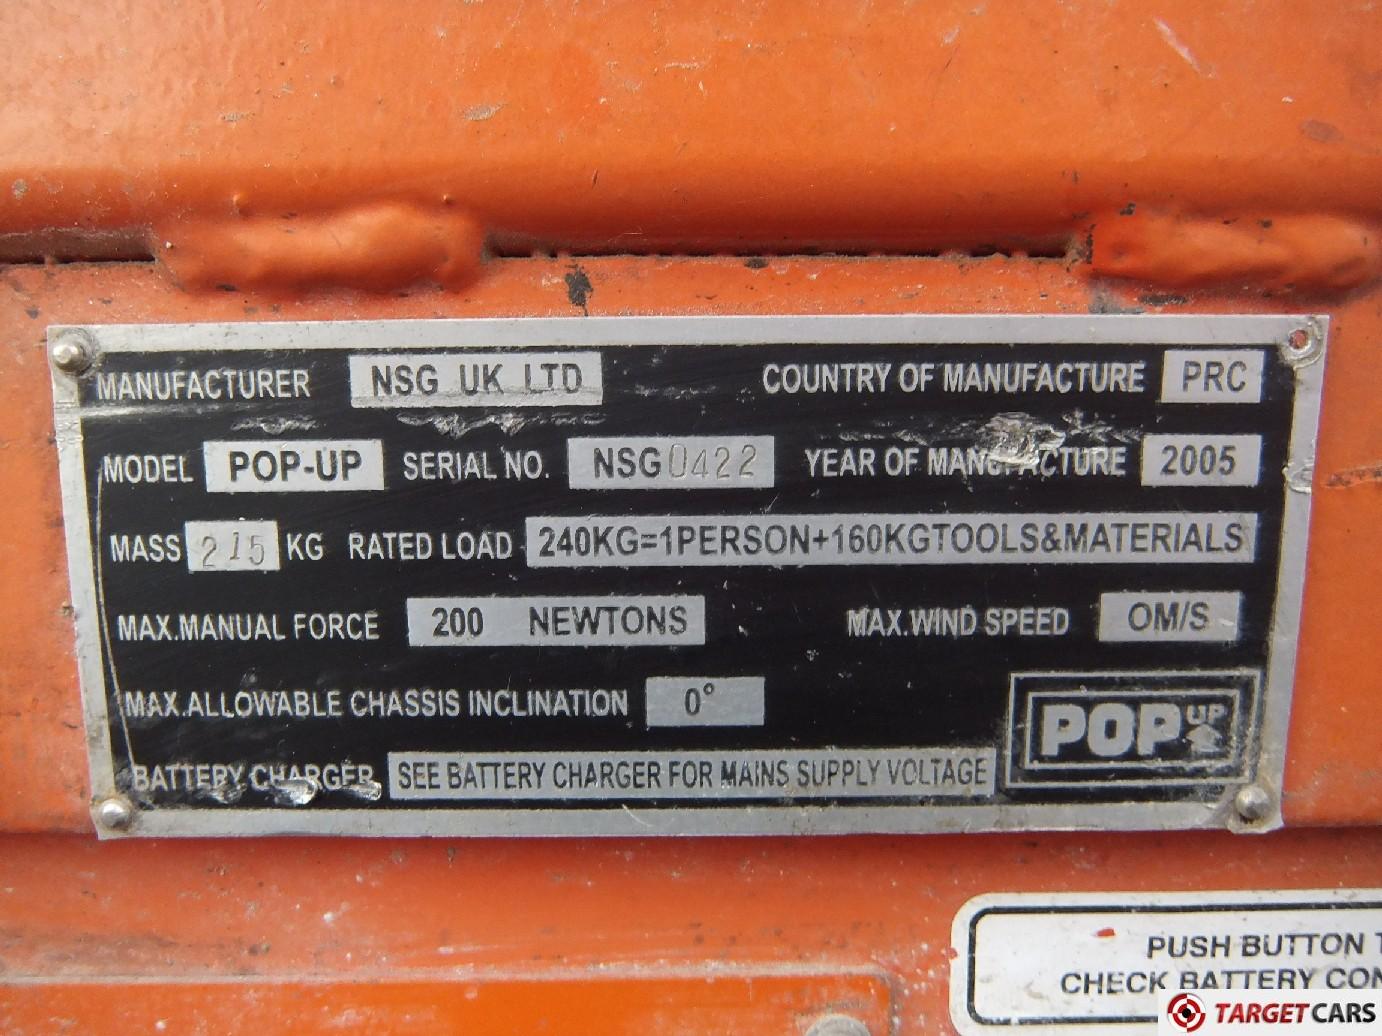 MANUFACTURER NSG UK LTD COUNTRY OF MANUFACTURE PRC
MODEL POP-UP SERIAL NO. NSG0422 YEAR OF MANUFACTURE 2005
MASS 215 KG RATED LOAD 240KG=1PERSON+160KGTOOLS&MATERIALS
MAX.MANUAL FORCE 200 NEWTONS MAX.WIND SPEED OM/S
MAX.ALLOWABLE CHASSIS INCLINATION 0°
POP UP
BATTERY CHARGER SEE BATTERY CHARGER FOR MAINS SUPPLY VOLTAGE
PUSH BUTTON T
CHECK BATTERY CON
TARGETCARS